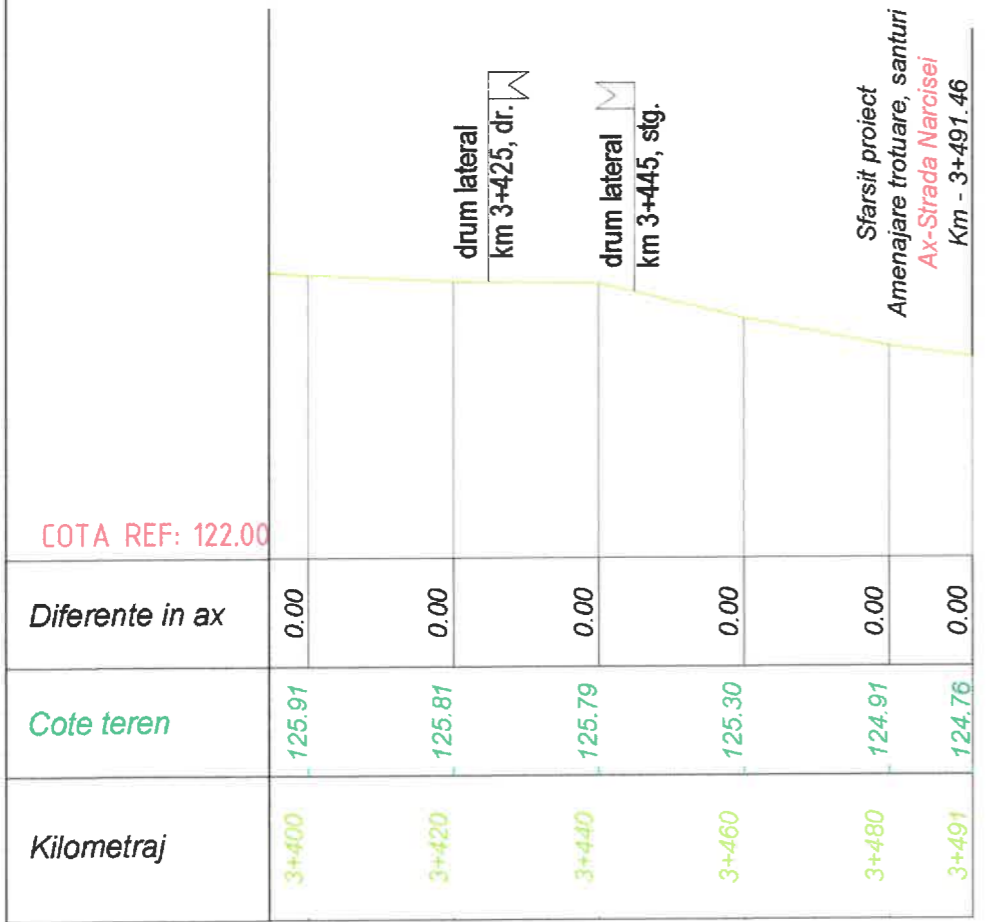 drum lateral
km 3+425, dr.
drum lateral
km 3+445, stg.
Sfarsit proiect
Amenajare trotuare, santuri
Ax-Strada Narcisei
Km - 3+491.46
COTA REF: 122.00
Diferente in ax
0.00
0.00
0.00
0.00
0.00
0.00
Cote teren
125.91
125.81
125.79
125.30
124.91
124.76
Kilometraj
3+400
3+420
3+440
3+460
3+480
3+491